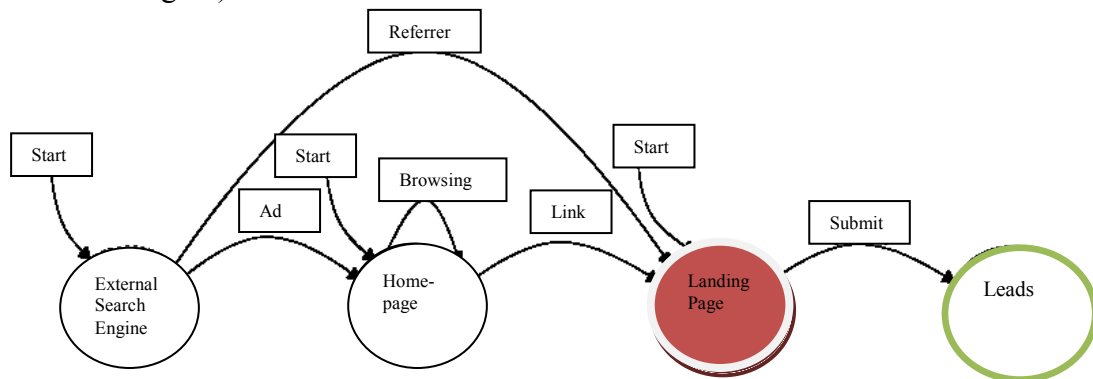 Referrer
Start
Start
Start
Browsing
Ad
Link
Submit
External
Search
Engine
Home-
page
Landing
Page
Leads